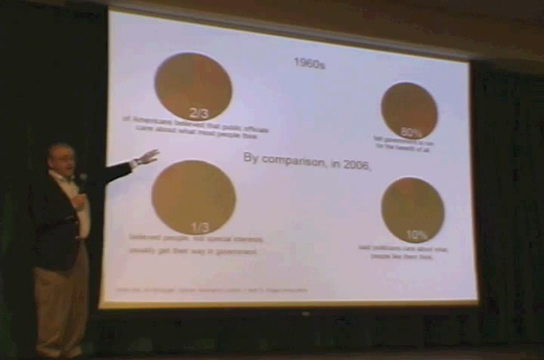 1960s
2/3
of Americans believed that public officials
care about what most people think
80%
felt government is run
for the benefit of all
By comparison, in 2006,
1/3
believed people, not special interests,
usually get their way in government.
10%
said politicians care about what
people like them think.